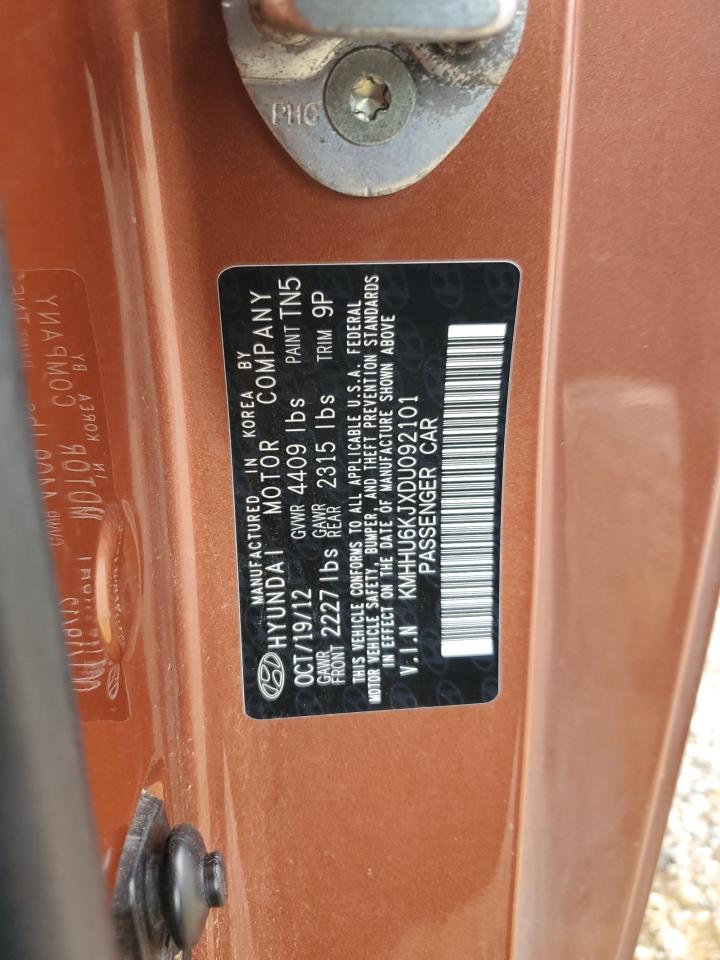 PHC
MANUFACTURED IN KOREA BY
HYUNDAI MOTOR COMPANY
OCT/19/12 GVWR 4409 lbs PAINT TN5
GAWR FRONT 2227 lbs GAWR REAR 2315 lbs TRIM 9P
THIS VEHICLE CONFORMS TO ALL APPLICABLE U.S.A. FEDERAL
MOTOR VEHICLE SAFETY, BUMPER, AND THEFT PREVENTION STANDARDS
IN EFFECT ON THE DATE OF MANUFACTURE SHOWN ABOVE
V.I.N KMHHU6KJXDU092101
PASSENGER CAR